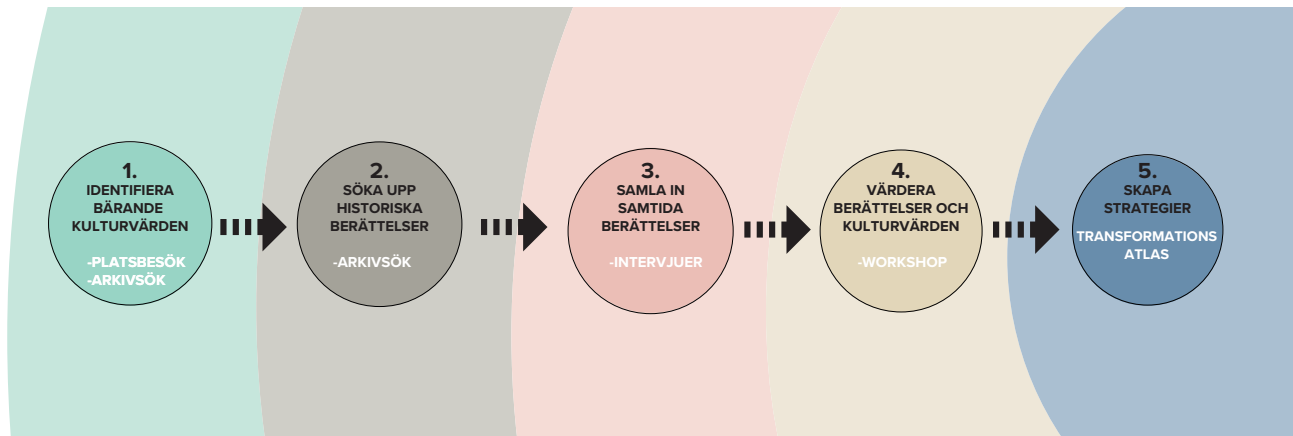 1.
IDENTIFIERA
BÄRANDE
KULTURVÄRDEN
-PLATSBESÖK
-ARKIVSÖK
2.
SÖKA UPP
HISTORISKA
BERÄTTELSER
-ARKIVSÖK
3.
SAMLA IN
SAMTIDA
BERÄTTELSER
-INTERVJUER
4.
VÄRDERA
BERÄTTELSER OCH
KULTURVÄRDEN
-WORKSHOP
5.
SKAPA
STRATEGIER
TRANSFORMATIONS
ATLAS